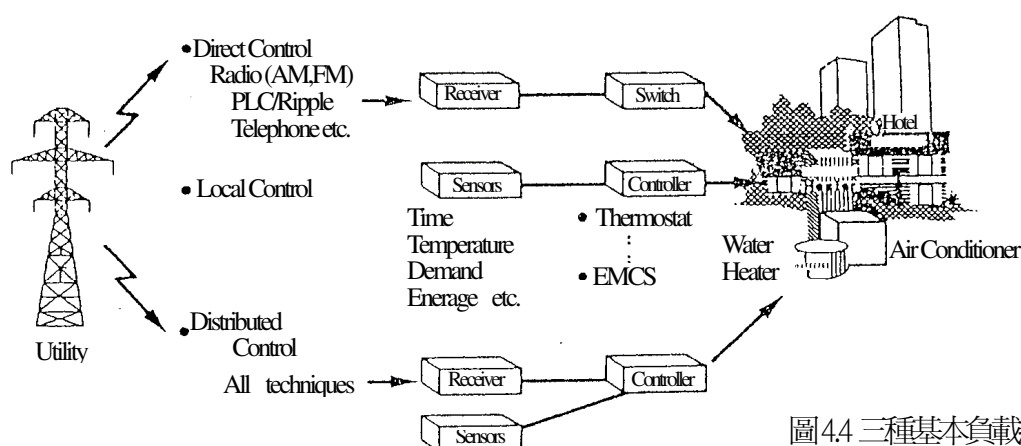 •Direct Control
Radio (AM,FM)
PLC/Ripple
Telephone etc.
Receiver
Switch
Hotel
• Local Control
Sensors
Controller
Time
Temperature
Demand
Enerage etc.
• Thermostat
• EMCS
Water
Heater
Air Conditioner
Utility
•Distributed
Control
All techniques
Receiver
Controller
Sensors
圖4.4 三種基本負載